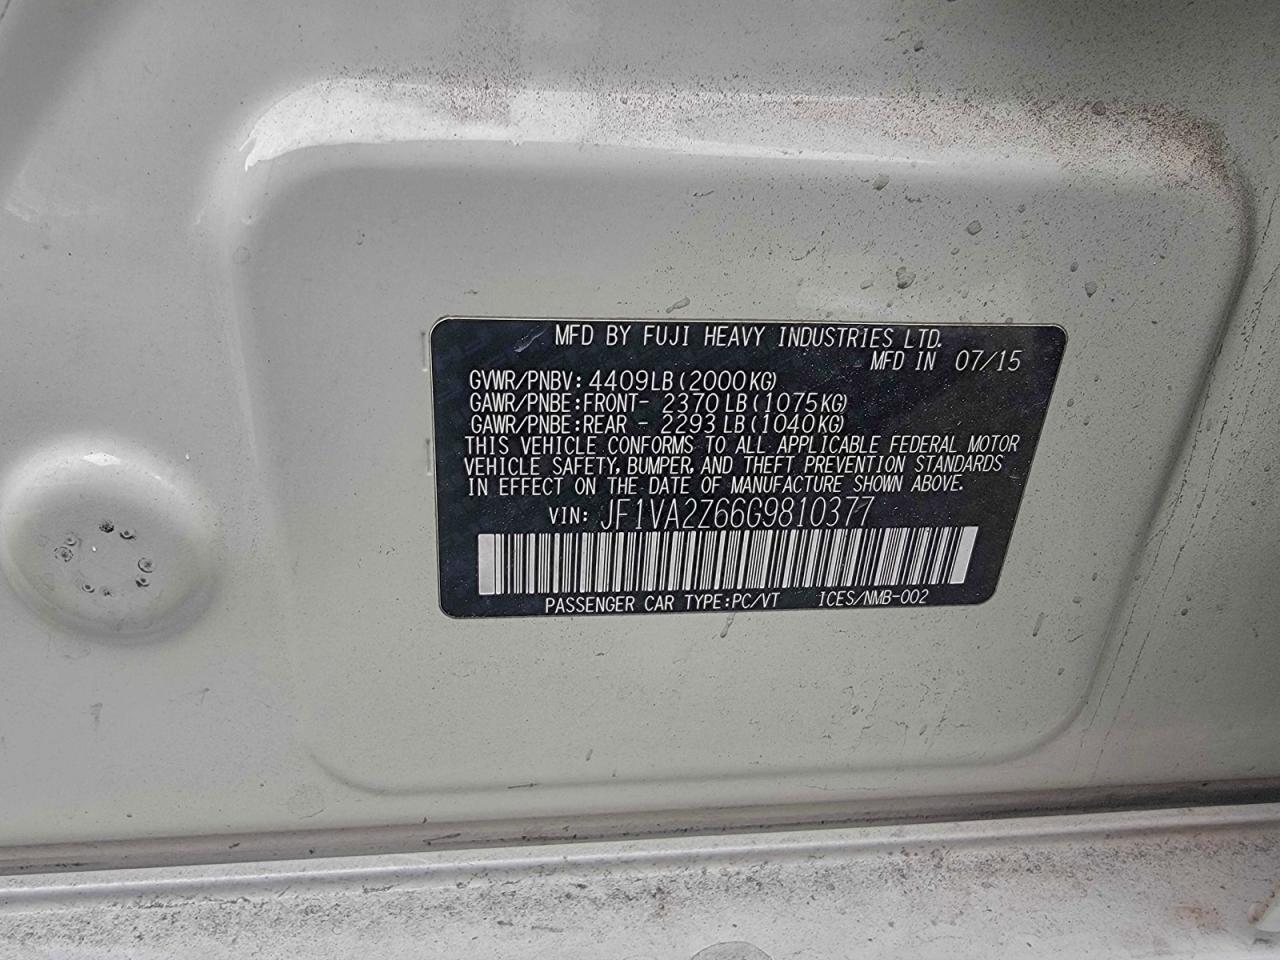 MFD BY FUJI HEAVY INDUSTRIES LTD.
MFD IN 07/15
GVWR/PNBV: 4409LB (2000KG)
GAWR/PNBE:FRONT- 2370 LB (1075KG)
GAWR/PNBE:REAR - 2293 LB (1040KG)
THIS VEHICLE CONFORMS TO ALL APPLICABLE FEDERAL MOTOR
VEHICLE SAFETY, BUMPER, AND THEFT PREVENTION STANDARDS
IN EFFECT ON THE DATE OF MANUFACTURE SHOWN ABOVE.
VIN: JF1VA2Z66G9810377
PASSENGER CAR TYPE:PC/VT ICES/NMB-002